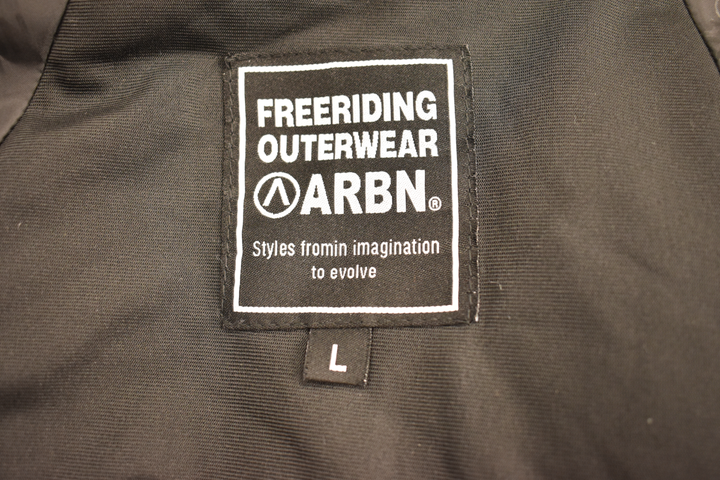 FREERIDING
OUTERWEAR
ARBN®
Styles fromin imagination
to evolve
L